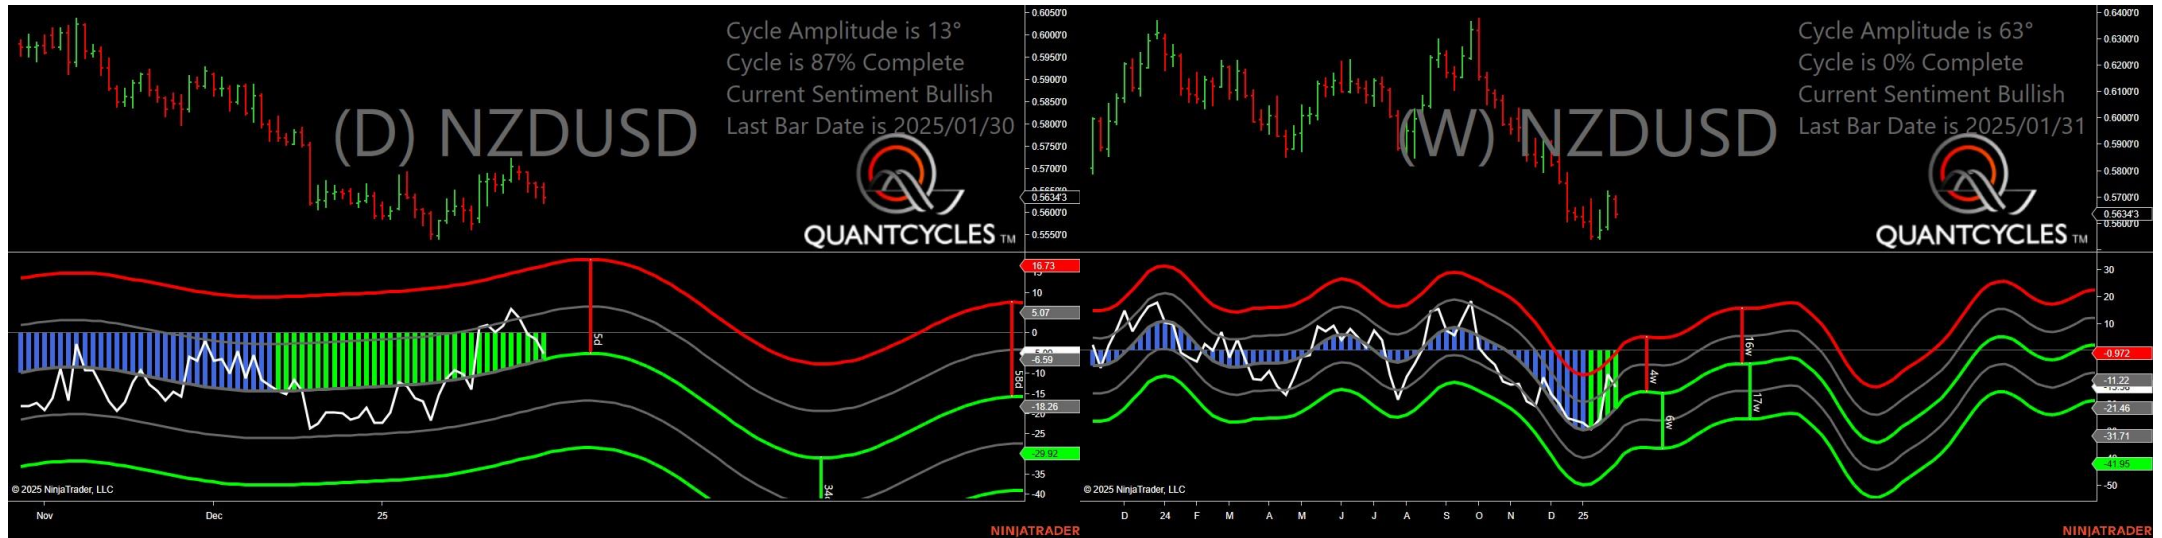 (D) NZDUSD
Cycle Amplitude is 13°
Cycle is 87% Complete
Current Sentiment Bullish
Last Bar Date is 2025/01/30
QUANTCYCLES TM
0.6050'0
0.6000'0
0.5950'0
0.5900'0
0.5850'0
0.5800'0
0.5750'0
0.5700'0
0.5634'3
0.5600'0
0.5550'0
16.73
10
5.07
0
-6.59
-10
-15
-18.26
-25
-29.92
-35
-40
5d
58d
© 2025 NinjaTrader, LLC
Nov Dec 25
NINJATRADER
(W) NZDUSD
Cycle Amplitude is 63°
Cycle is 0% Complete
Current Sentiment Bullish
Last Bar Date is 2025/01/31
QUANTCYCLES TM
0.6400'0
0.6300'0
0.6200'0
0.6100'0
0.6000'0
0.5900'0
0.5800'0
0.5700'0
0.5634'3
0.5600'0
30
20
10
-0.972
-11.22
-21.46
-31.71
-41.95
-50
4w
6w
16w
17w
© 2025 NinjaTrader, LLC
D 24 F M A M J J A S O N D 25
NINJATRADER